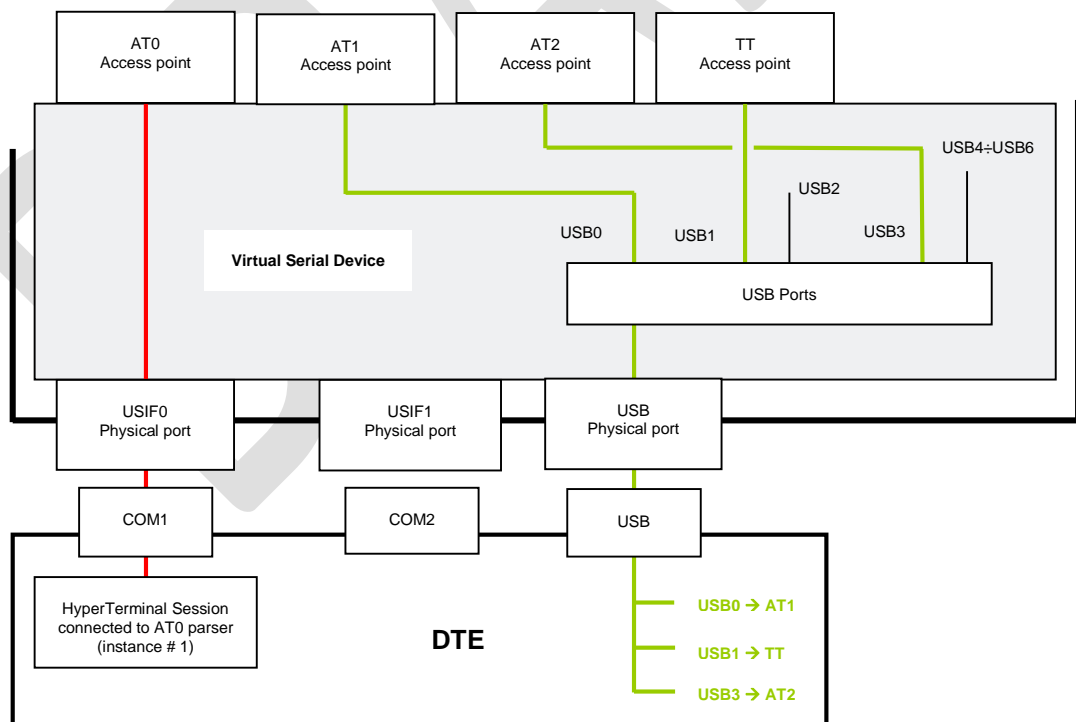 AT0
Access point
AT1
Access point
AT2
Access point
TT
Access point
USB4÷USB6
USB2
USB0
USB1
USB3
Virtual Serial Device
USB Ports
USIF0
Physical port
USIF1
Physical port
USB
Physical port
COM1
COM2
USB
HyperTerminal Session
connected to AT0 parser
(instance # 1)
DTE
USB0 → AT1
USB1 → TT
USB3 → AT2